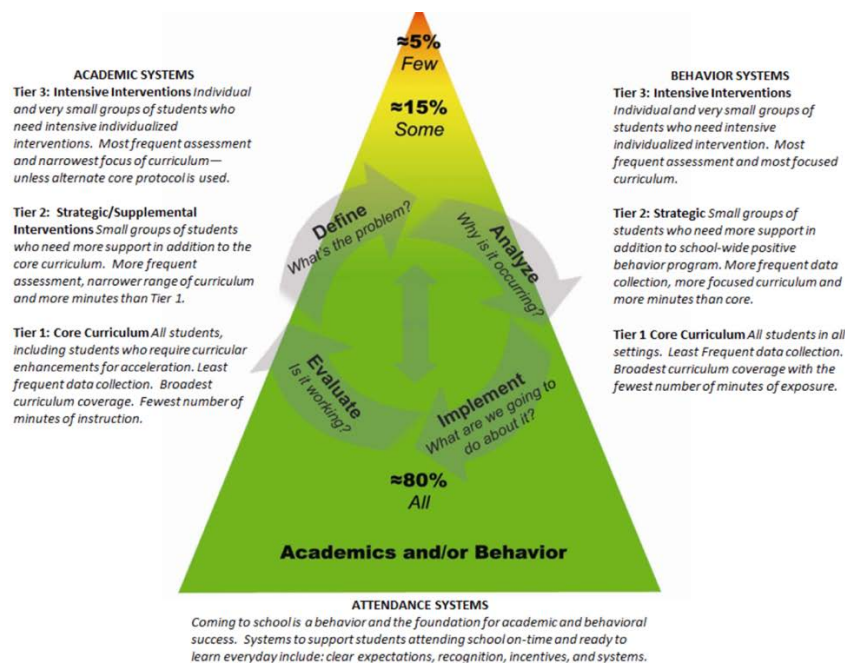 ACADEMIC SYSTEMS
Tier 3: Intensive Interventions Individual
and very small groups of students who
need intensive individualized
interventions. Most frequent assessment
and narrowest focus of curriculum—
unless alternate core protocol is used.
Tier 2: Strategic/Supplemental
Interventions Small groups of students
who need more support in addition to the
core curriculum. More frequent
assessment, narrower range of curriculum
and more minutes than Tier 1.
Tier 1: Core Curriculum All students,
including students who require curricular
enhancements for acceleration. Least
frequent data collection. Broadest
curriculum coverage. Fewest number of
minutes of instruction.
≈5%
Few
≈15%
Some
Define
What's the problem?
Analyze
Why is it occurring?
Implement
What are we going to
do about it?
Evaluate
Is it working?
≈80%
All
Academics and/or Behavior
BEHAVIOR SYSTEMS
Tier 3: Intensive Interventions
Individual and very small groups of
students who need intensive
individualized intervention. Most
frequent assessment and most focused
curriculum.
Tier 2: Strategic Small groups of
students who need more support in
addition to school-wide positive
behavior program. More frequent data
collection, more focused curriculum and
more minutes than core.
Tier 1 Core Curriculum All students in all
settings. Least Frequent data collection.
Broadest curriculum coverage with the
fewest number of minutes of exposure.
ATTENDANCE SYSTEMS
Coming to school is a behavior and the foundation for academic and behavioral
success. Systems to support students attending school on-time and ready to
learn everyday include: clear expectations, recognition, incentives, and systems.